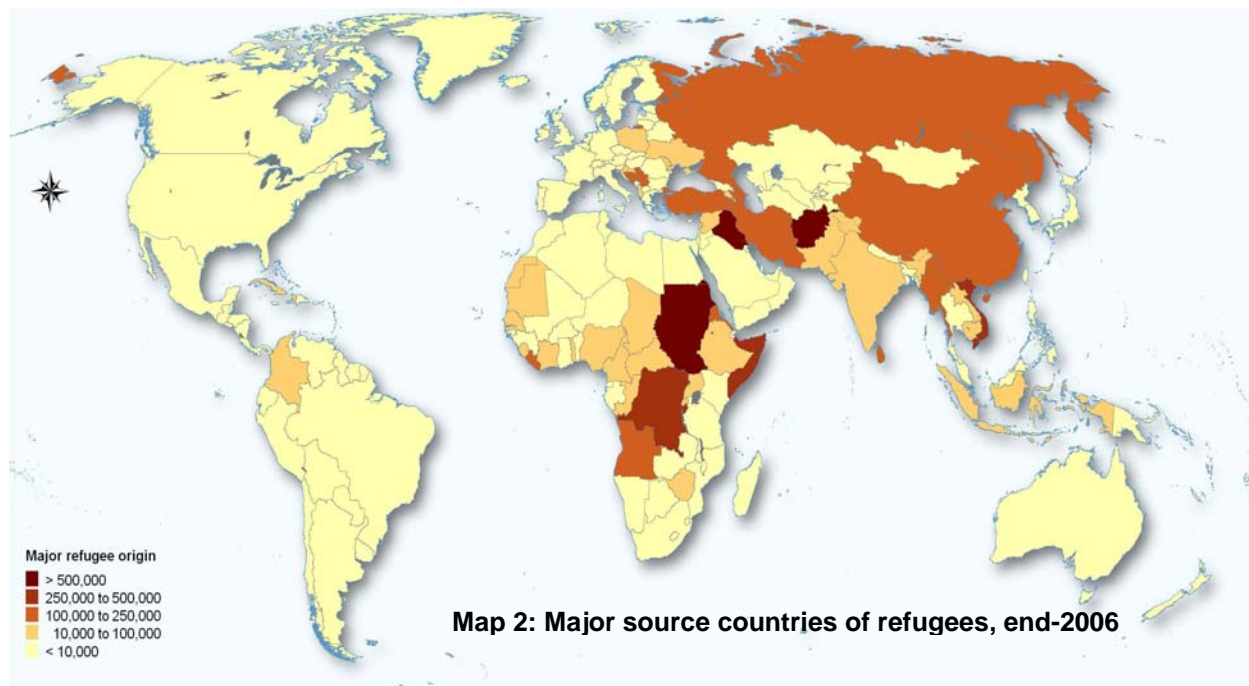 Major refugee origin
> 500,000
250,000 to 500,000
100,000 to 250,000
10,000 to 100,000
< 10,000
Map 2: Major source countries of refugees, end-2006